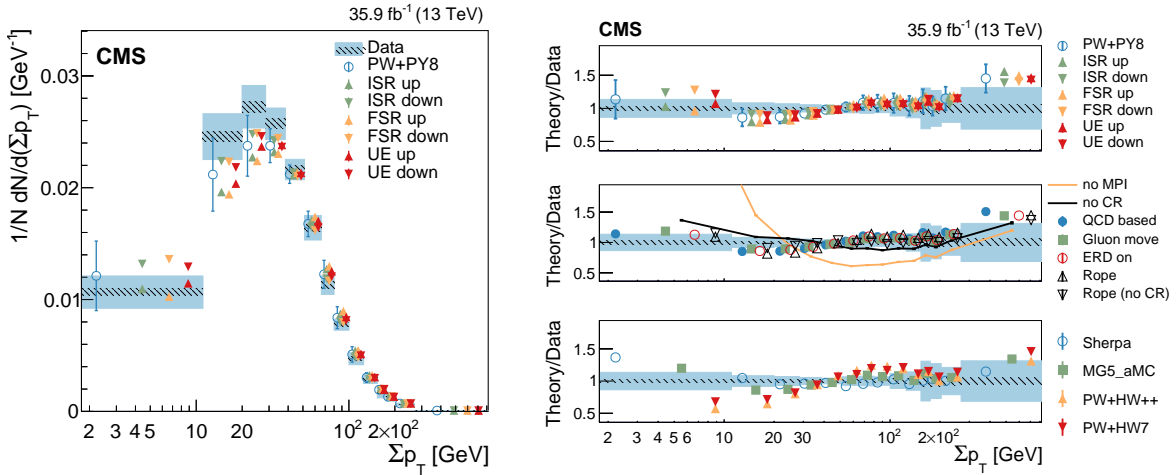 35.9 fb⁻¹ (13 TeV)
CMS
1/N dN/d(Σp_T) [GeV⁻¹]
0.03
0.02
0.01
0
Data
PW+PY8
ISR up
ISR down
FSR up
FSR down
UE up
UE down
2 3 4 5 10 20 10² 2×10²
Σp_T [GeV]
CMS 35.9 fb⁻¹ (13 TeV)
Theory/Data
1.5
1
0.5
PW+PY8
ISR up
ISR down
FSR up
FSR down
UE up
UE down
Theory/Data
1.5
1
0.5
no MPI
no CR
QCD based
Gluon move
ERD on
Rope
Rope (no CR)
Theory/Data
1.5
1
0.5
Sherpa
MG5_aMC
PW+HW++
PW+HW7
2 3 4 5 6 10 20 30 10² 2×10²
Σp_T [GeV]